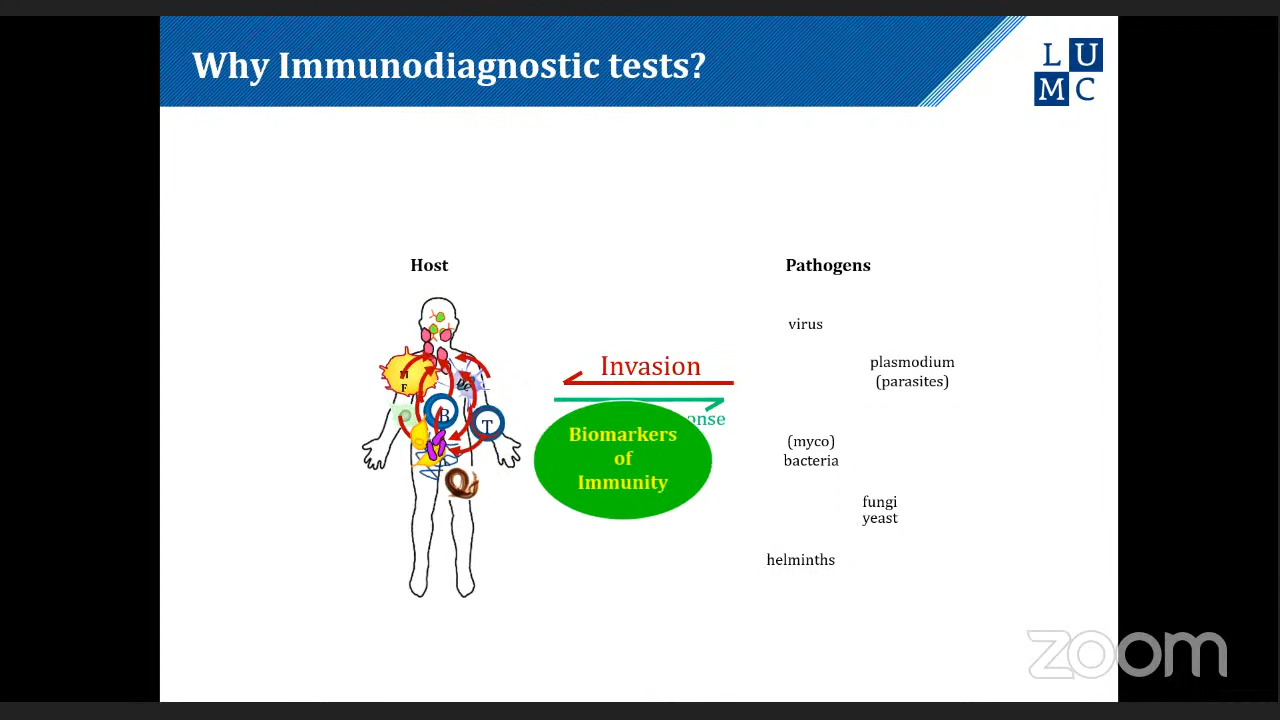 Why Immunodiagnostic tests?
L U
M C
Host
Pathogens
virus
Invasion
plasmodium
(parasites)
onse
Biomarkers
of
Immunity
M
F
B
T
(myco)
bacteria
fungi
yeast
helminths
zoom